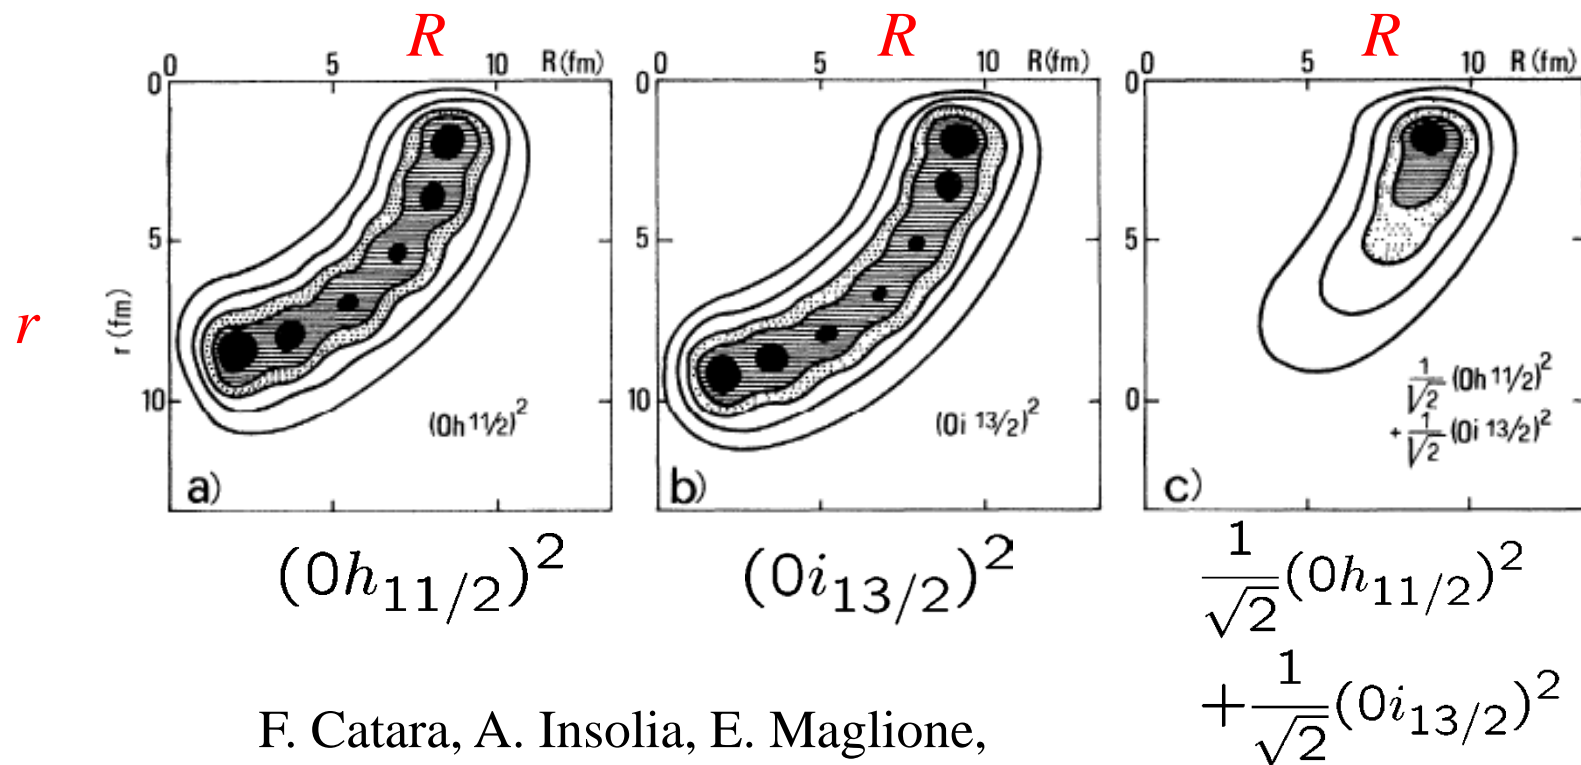 R R R
0 5 10 R (fm) 0 5 10 R (fm) 0 5 10 R (fm)
0 0 0
5 5 5
r r (fm)
10 10 0
(0h 11/2)² (0i 13/2)² 1/√2 (0h 11/2)²
+ 1/√2 (0i 13/2)²
a) b) c)
(0h₁₁/₂)² (0i₁₃/₂)² 1/√2 (0h₁₁/₂)²
+1/√2 (0i₁₃/₂)²
F. Catara, A. Insolia, E. Maglione,